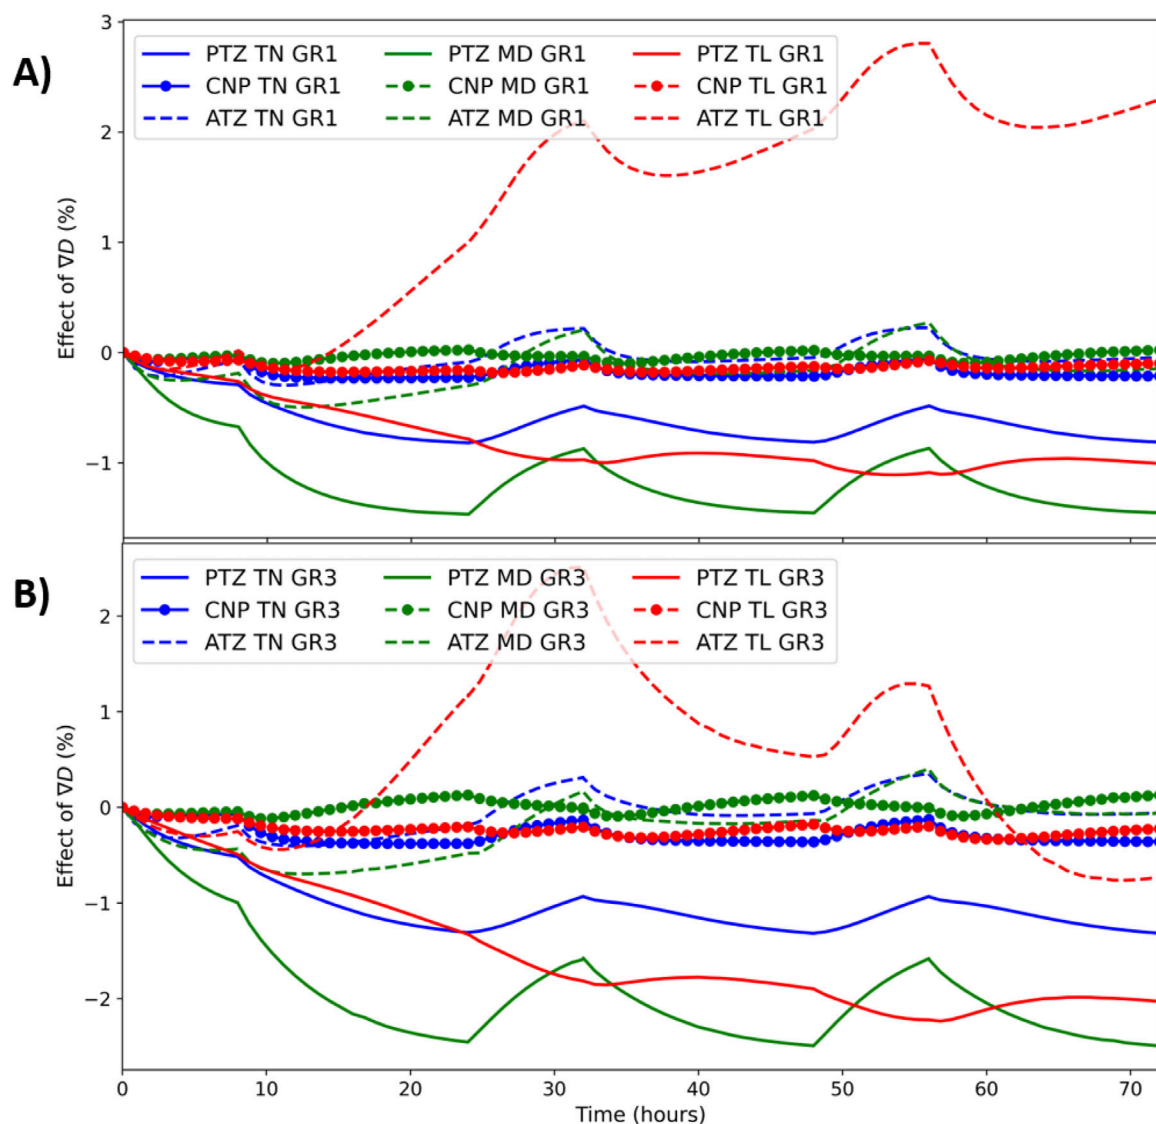 A)
3
2
1
0
−1
Effect of ∇D (%)
PTZ TN GR1 PTZ MD GR1 PTZ TL GR1
CNP TN GR1 CNP MD GR1 CNP TL GR1
ATZ TN GR1 ATZ MD GR1 ATZ TL GR1
B)
2
1
0
−1
−2
Effect of ∇D (%)
PTZ TN GR3 PTZ MD GR3 PTZ TL GR3
CNP TN GR3 CNP MD GR3 CNP TL GR3
ATZ TN GR3 ATZ MD GR3 ATZ TL GR3
0 10 20 30 40 50 60 70
Time (hours)